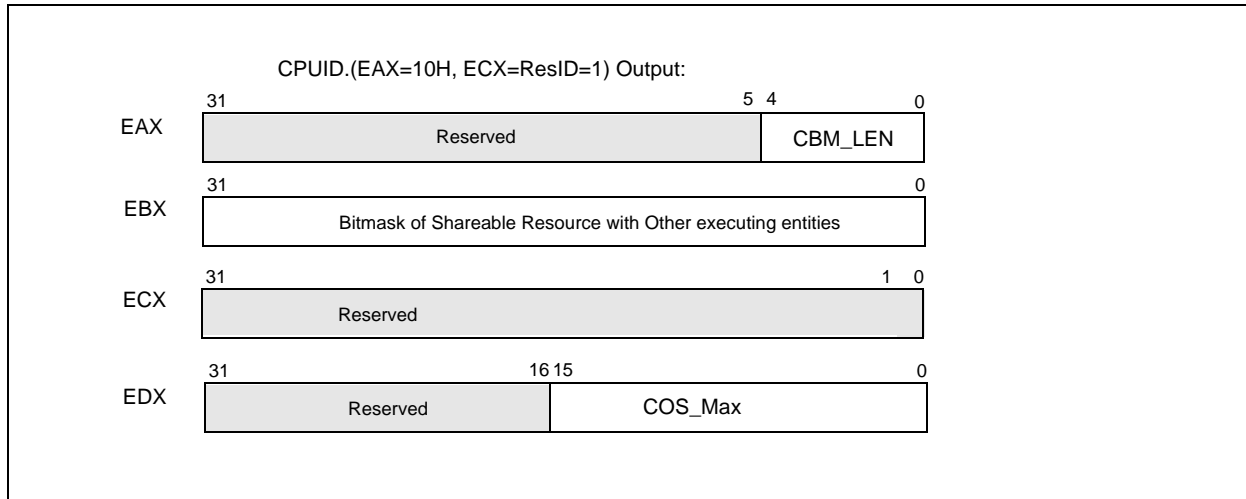 CPUID.(EAX=10H, ECX=ResID=1) Output:
31 5 4 0
EAX Reserved CBM_LEN
31 0
EBX Bitmask of Shareable Resource with Other executing entities
31 1 0
ECX Reserved
31 16 15 0
EDX Reserved COS_Max